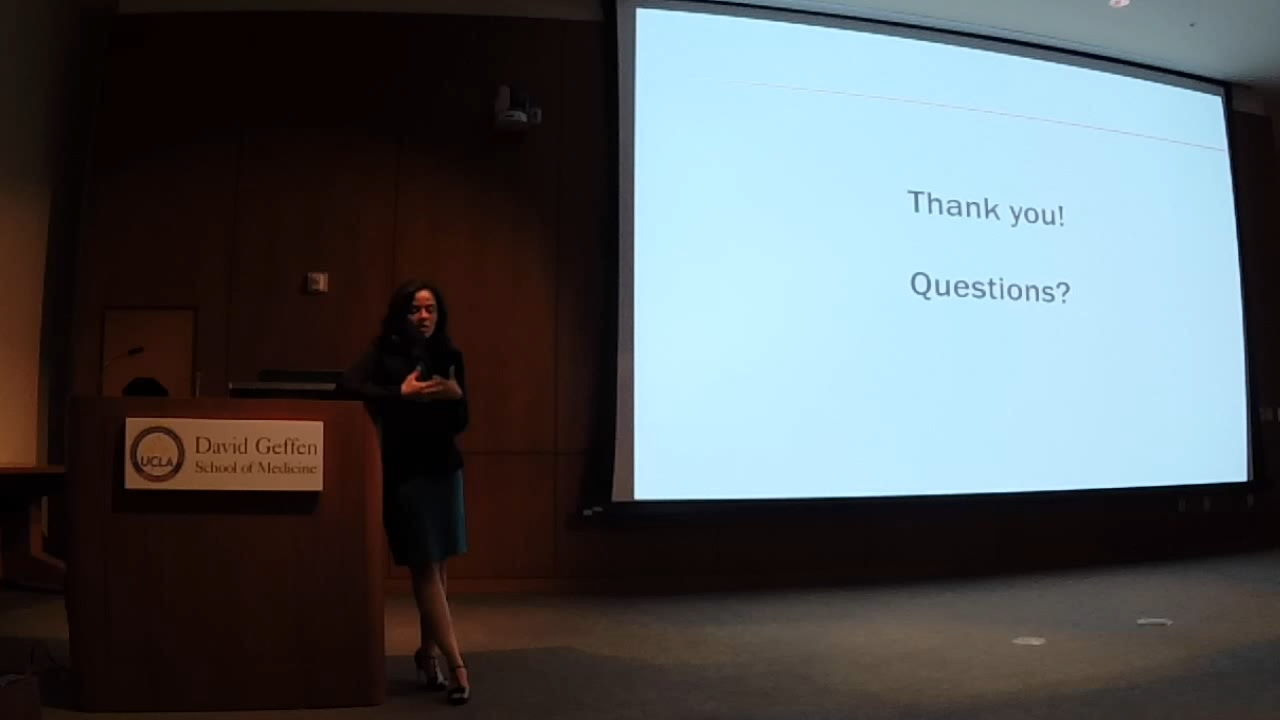 Thank you!
Questions?
UCLA
David Geffen
School of Medicine